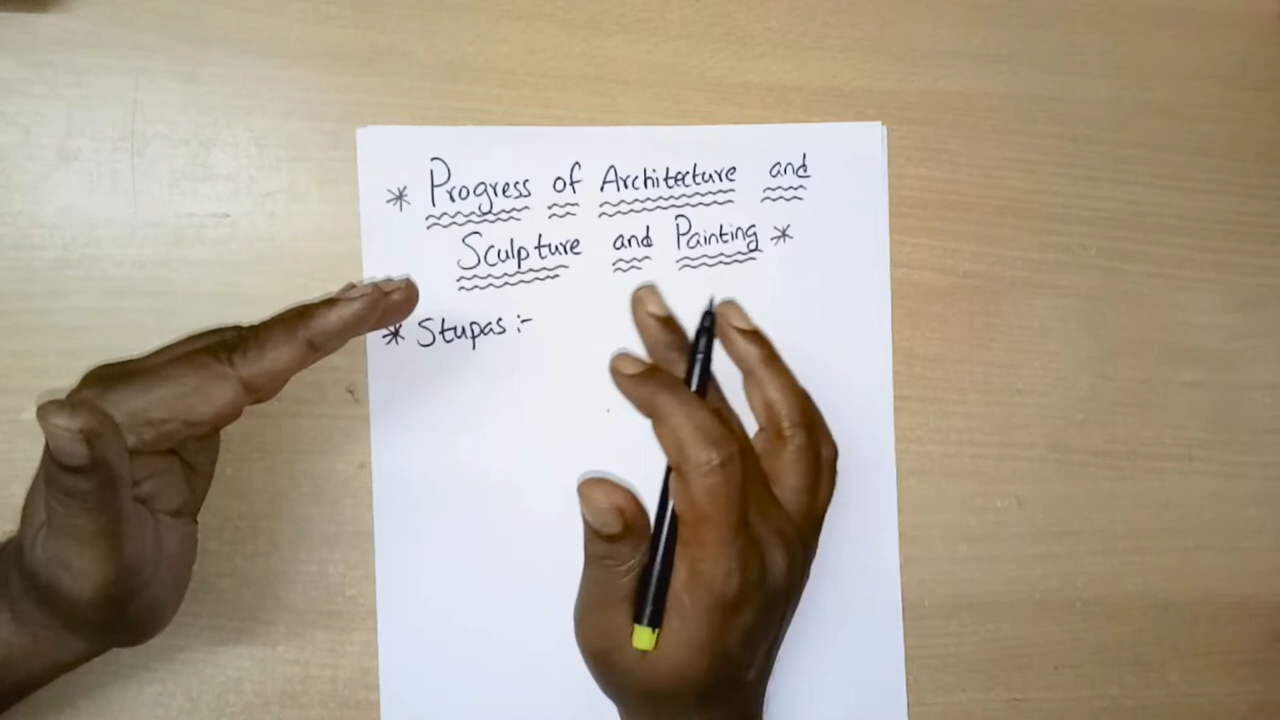 * Progress of Architecture and
Sculpture and Painting *
* Stupas :-